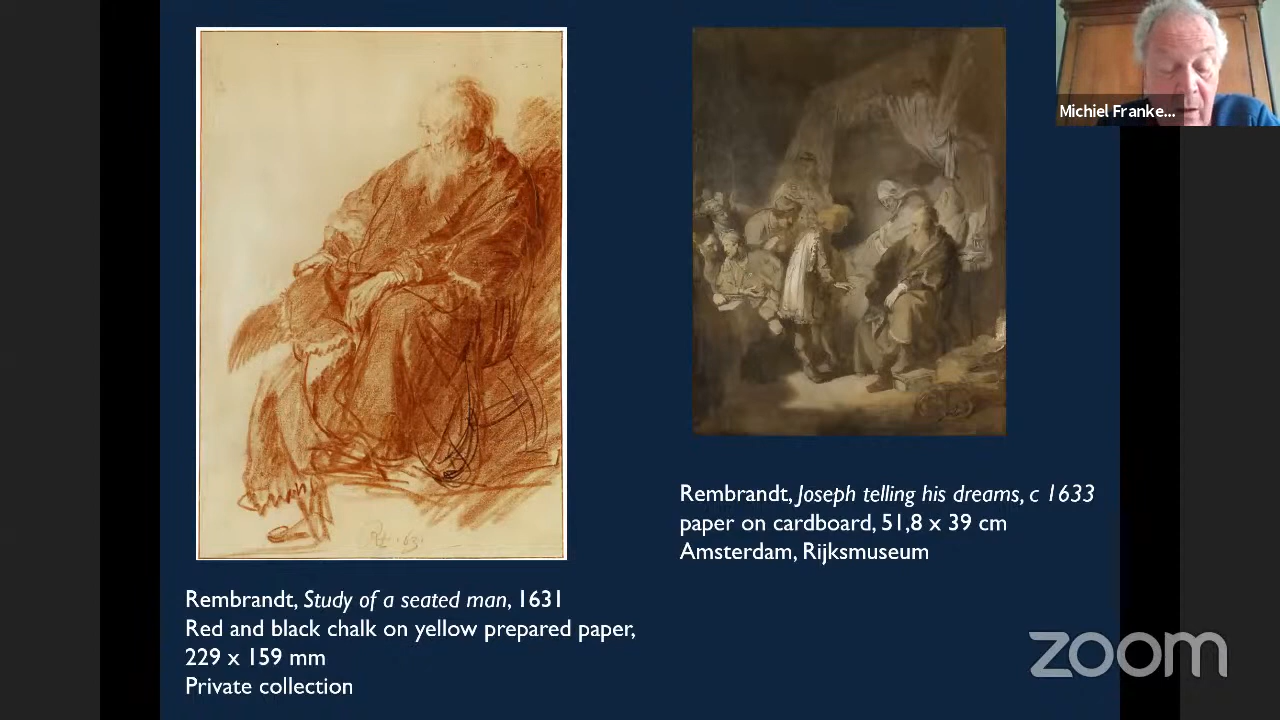 Michiel Franke...
Rembrandt, Joseph telling his dreams, c 1633
paper on cardboard, 51,8 x 39 cm
Amsterdam, Rijksmuseum
Rembrandt, Study of a seated man, 1631
Red and black chalk on yellow prepared paper,
229 x 159 mm
Private collection
zoom